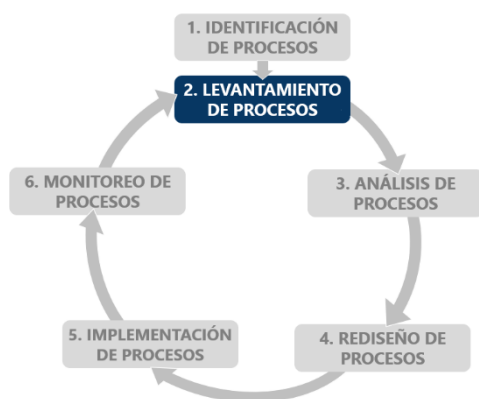 1. IDENTIFICACIÓN
DE PROCESOS
2. LEVANTAMIENTO
DE PROCESOS
3. ANÁLISIS DE
PROCESOS
4. REDISEÑO DE
PROCESOS
5. IMPLEMENTACIÓN
DE PROCESOS
6. MONITOREO DE
PROCESOS